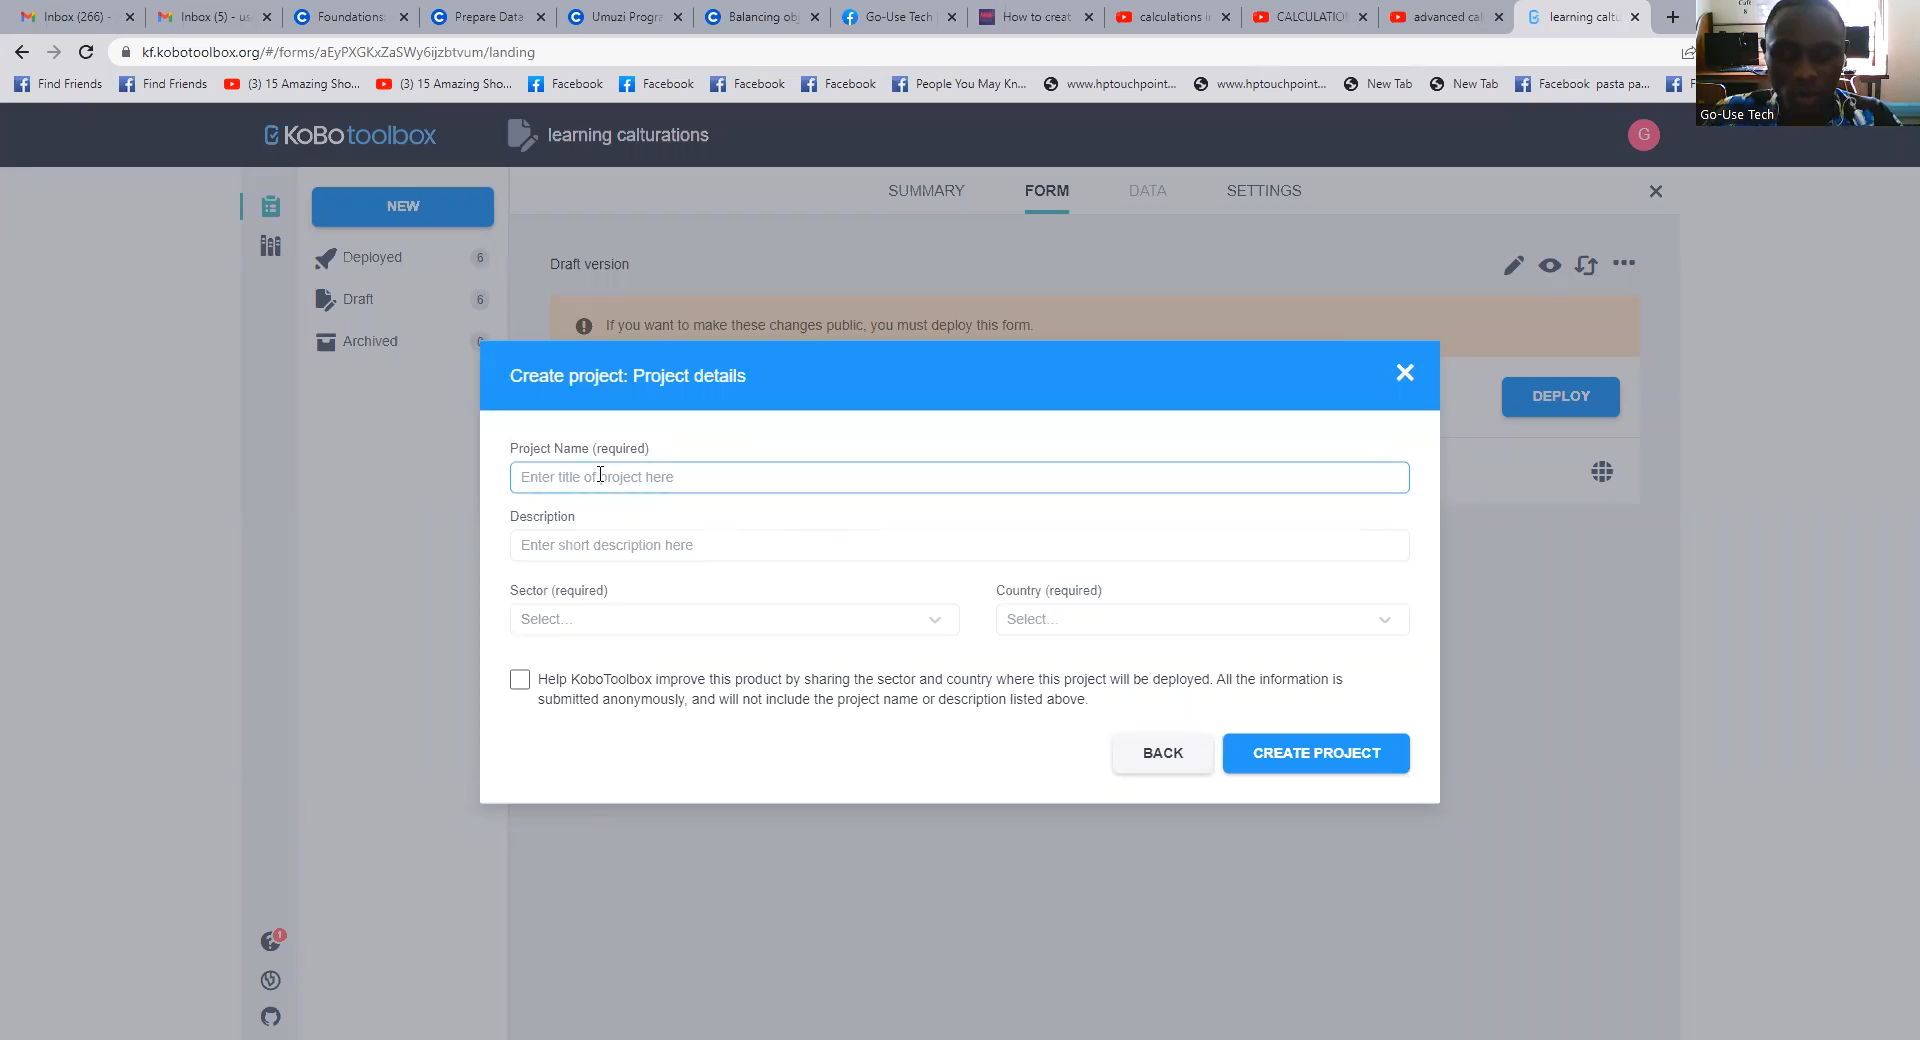 Inbox (266) -
Inbox (5) - us
Foundations:
Prepare Data
Umuzi Progra
Balancing obj
Go-Use Tech
How to creat
calculations i
CALCULATION
advanced cal
learning caltu
kf.kobotoolbox.org/#/forms/aEyPXGKxZaSWy6ijzbtvum/landing
Find Friends
Find Friends
(3) 15 Amazing Sho...
(3) 15 Amazing Sho...
Facebook
Facebook
Facebook
Facebook
People You May Kn...
www.hptouchpoint...
www.hptouchpoint...
New Tab
New Tab
Facebook pasta pa...
Go-Use Tech
KoBotoolbox
learning calturations
G
NEW
SUMMARY
FORM
DATA
SETTINGS
Deployed 6
Draft 6
Archived
Draft version
If you want to make these changes public, you must deploy this form.
DEPLOY
Create project: Project details
Project Name (required)
Enter title of project here
Description
Enter short description here
Sector (required)
Select...
Country (required)
Select...
Help KoboToolbox improve this product by sharing the sector and country where this project will be deployed. All the information is
submitted anonymously, and will not include the project name or description listed above.
BACK
CREATE PROJECT
1